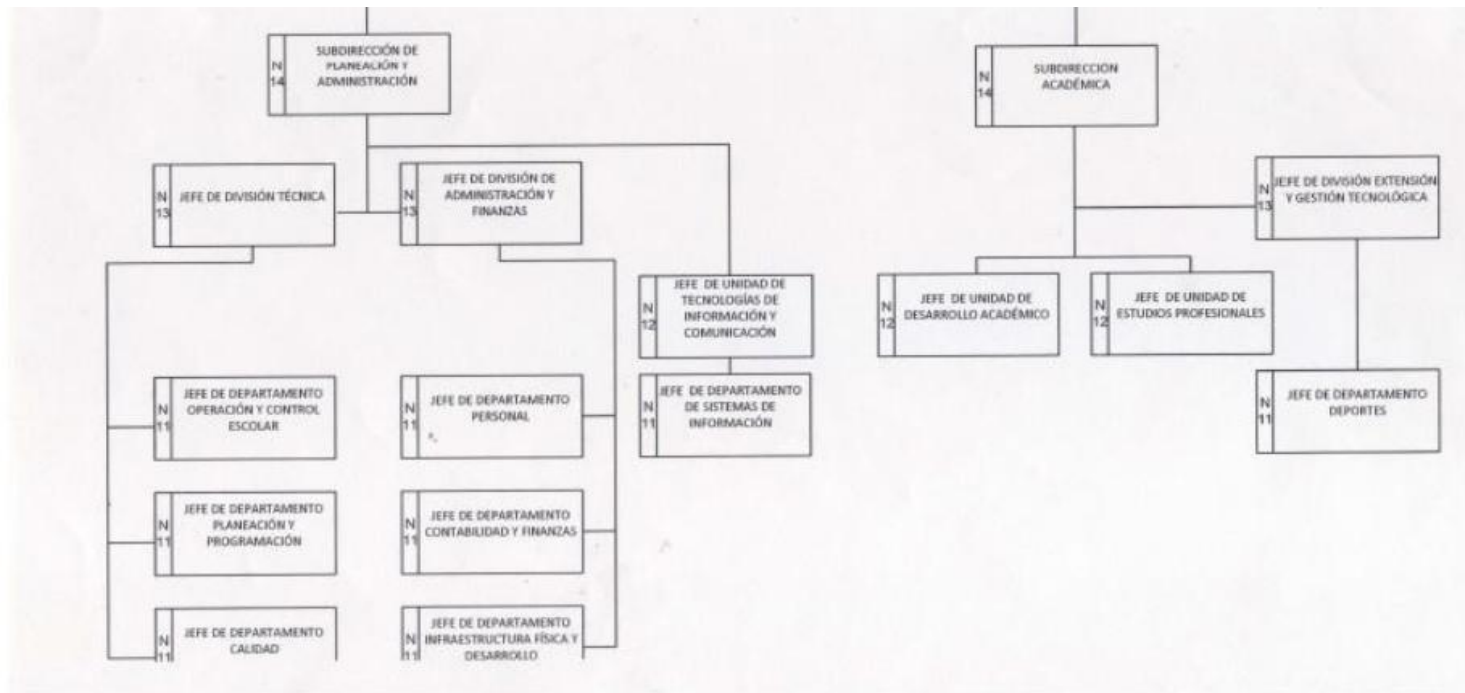 N
14
SUBDIRECCIÓN DE
PLANEACIÓN Y
ADMINISTRACIÓN
N
14
SUBDIRECCION
ACADÉMICA
N
13
JEFE DE DIVISIÓN TÉCNICA
N
13
JEFE DE DIVISIÓN DE
ADMINISTRACIÓN Y
FINANZAS
N
13
JEFE DE DIVISIÓN EXTENSIÓN
Y GESTIÓN TECNOLÓGICA
N
12
JEFE DE UNIDAD DE
TECNOLOGÍAS DE
INFORMACIÓN Y
COMUNICACIÓN
N
12
JEFE DE UNIDAD DE
DESARROLLO ACADÉMICO
N
12
JEFE DE UNIDAD DE
ESTUDIOS PROFESIONALES
N
11
JEFE DE DEPARTAMENTO
OPERACIÓN Y CONTROL
ESCOLAR
N
11
JEFE DE DEPARTAMENTO
PERSONAL
N
11
JEFE DE DEPARTAMENTO
DE SISTEMAS DE
INFORMACIÓN
N
11
JEFE DE DEPARTAMENTO
DEPORTES
N
11
JEFE DE DEPARTAMENTO
PLANEACIÓN Y
PROGRAMACIÓN
N
11
JEFE DE DEPARTAMENTO
CONTABILIDAD Y FINANZAS
N
11
JEFE DE DEPARTAMENTO
CALIDAD
N
11
JEFE DE DEPARTAMENTO
INFRAESTRUCTURA FÍSICA Y
DESARROLLO